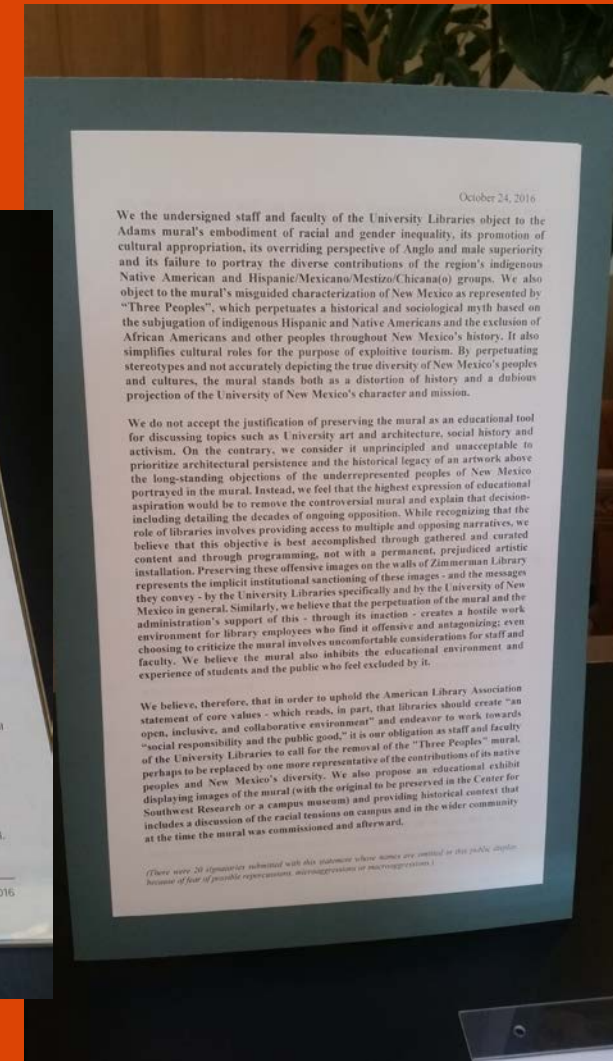 October 24, 2016
We the undersigned staff and faculty of the University Libraries object to the
Adams mural's embodiment of racial and gender inequality, its promotion of
cultural appropriation, its overriding perspective of Anglo and male superiority
and its failure to portray the diverse contributions of the region's indigenous
Native American and Hispanic/Mexicano/Mestizo/Chicana(o) groups. We also
object to the mural's misguided characterization of New Mexico as represented by
"Three Peoples", which perpetuates a historical and sociological myth based on
the subjugation of indigenous Hispanic and Native Americans and the exclusion of
African Americans and other peoples throughout New Mexico's history. It also
simplifies cultural roles for the purpose of exploitive tourism. By perpetuating
stereotypes and not accurately depicting the true diversity of New Mexico's peoples
and cultures, the mural stands both as a distortion of history and a dubious
projection of the University of New Mexico's character and mission.
We do not accept the justification of preserving the mural as an educational tool
for discussing topics such as University art and architecture, social history and
activism. On the contrary, we consider it unprincipled and unacceptable to
prioritize architectural persistence and the historical legacy of an artwork above
the long-standing objections of the underrepresented peoples of New Mexico
portrayed in the mural. Instead, we feel that the highest expression of educational
aspiration would be to remove the controversial mural and explain that decision-
including detailing the decades of ongoing opposition. While recognizing that the
role of libraries involves providing access to multiple and opposing narratives, we
believe that this objective is best accomplished through gathered and curated
content and through programming, not with a permanent, prejudiced artistic
installation. Preserving these offensive images on the walls of Zimmerman Library
represents the implicit institutional sanctioning of these images - and the messages
they convey - by the University Libraries specifically and by the University of New
Mexico in general. Similarly, we believe that the perpetuation of the mural and the
administration's support of this - through its inaction - creates a hostile work
environment for library employees who find it offensive and antagonizing; even
choosing to criticize the mural involves uncomfortable considerations for staff and
faculty. We believe the mural also inhibits the educational environment and
experience of students and the public who feel excluded by it.
We believe, therefore, that in order to uphold the American Library Association
statement of core values - which reads, in part, that libraries should create "an
open, inclusive, and collaborative environment" and endeavor to work towards
"social responsibility and the public good," it is our obligation as staff and faculty
of the University Libraries to call for the removal of the "Three Peoples" mural,
perhaps to be replaced by one more representative of the contributions of its native
peoples and New Mexico's diversity. We also propose an educational exhibit
displaying images of the mural (with the original to be preserved in the Center for
Southwest Research or a campus museum) and providing historical context that
includes a discussion of the racial tensions on campus and in the wider community
at the time the mural was commissioned and afterward.
(There were 20 signatories submitted with this statement whose names are omitted in this public display
because of fear of possible repercussions, microaggressions or macroaggressions.)